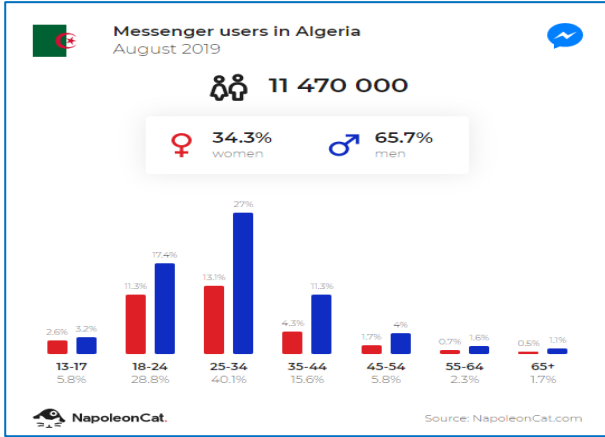 Messenger users in Algeria
August 2019
11 470 000
34.3% 65.7%
women men
2.6% 3.2% 11.3% 17.4% 13.1% 27% 4.3% 11.3% 1.7% 4% 0.7% 1.6% 0.5% 1.1%
13-17 18-24 25-34 35-44 45-54 55-64 65+
5.8% 28.8% 40.1% 15.6% 5.8% 2.3% 1.7%
NapoleonCat. Source: NapoleonCat.com